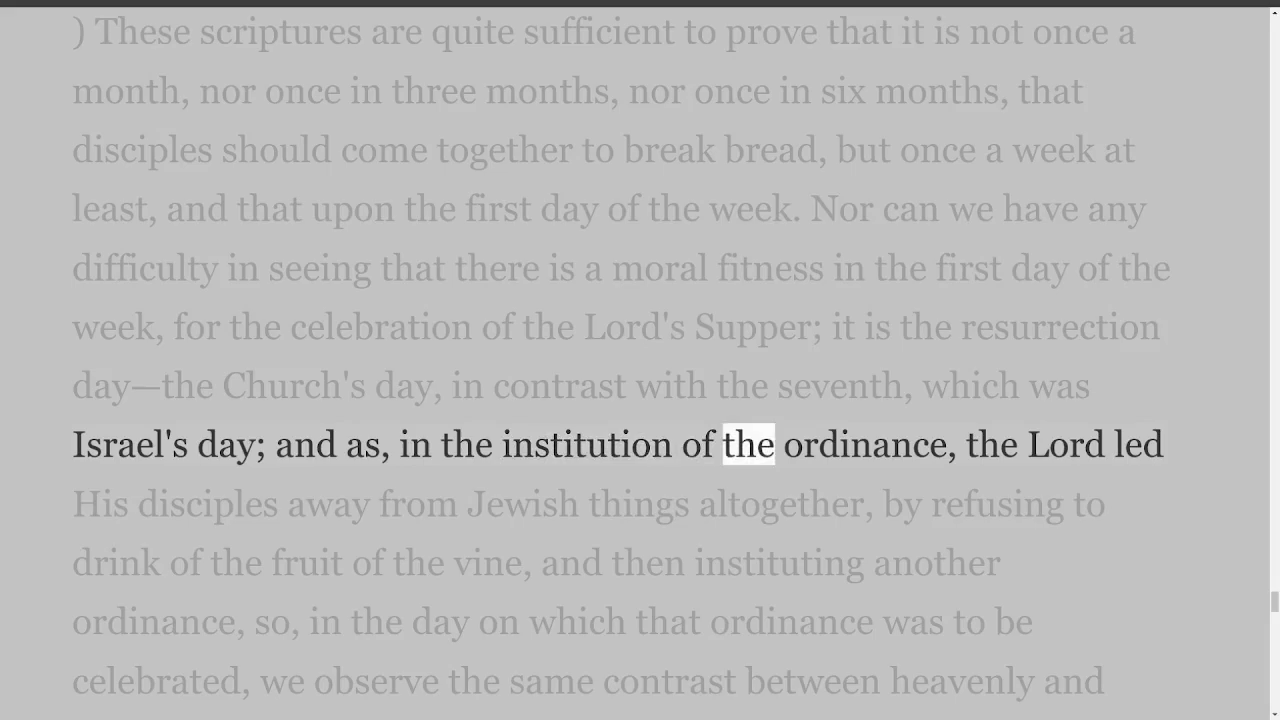 ) These scriptures are quite sufficient to prove that it is not once a
month, nor once in three months, nor once in six months, that
disciples should come together to break bread, but once a week at
least, and that upon the first day of the week. Nor can we have any
difficulty in seeing that there is a moral fitness in the first day of the
week, for the celebration of the Lord's Supper; it is the resurrection
day—the Church's day, in contrast with the seventh, which was
Israel's day; and as, in the institution of the ordinance, the Lord led
His disciples away from Jewish things altogether, by refusing to
drink of the fruit of the vine, and then instituting another
ordinance, so, in the day on which that ordinance was to be
celebrated, we observe the same contrast between heavenly and